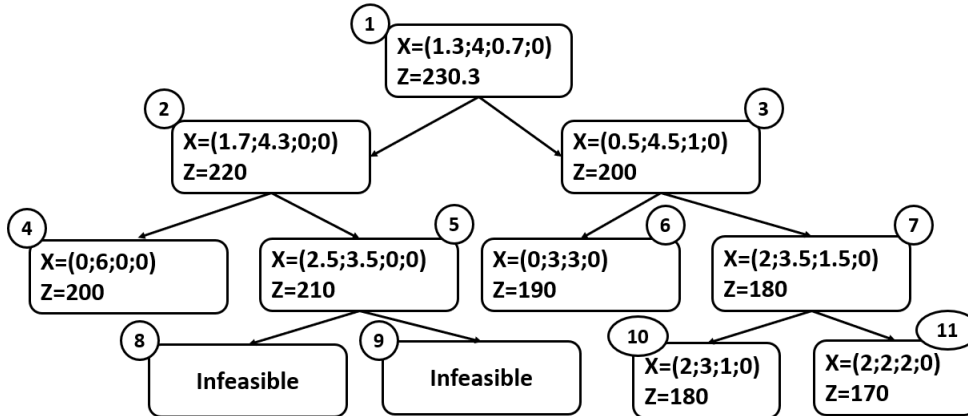 1
X=(1.3;4;0.7;0)
Z=230.3
2
X=(1.7;4.3;0;0)
Z=220
3
X=(0.5;4.5;1;0)
Z=200
4
X=(0;6;0;0)
Z=200
5
X=(2.5;3.5;0;0)
Z=210
6
X=(0;3;3;0)
Z=190
7
X=(2;3.5;1.5;0)
Z=180
8
Infeasible
9
Infeasible
10
X=(2;3;1;0)
Z=180
11
X=(2;2;2;0)
Z=170